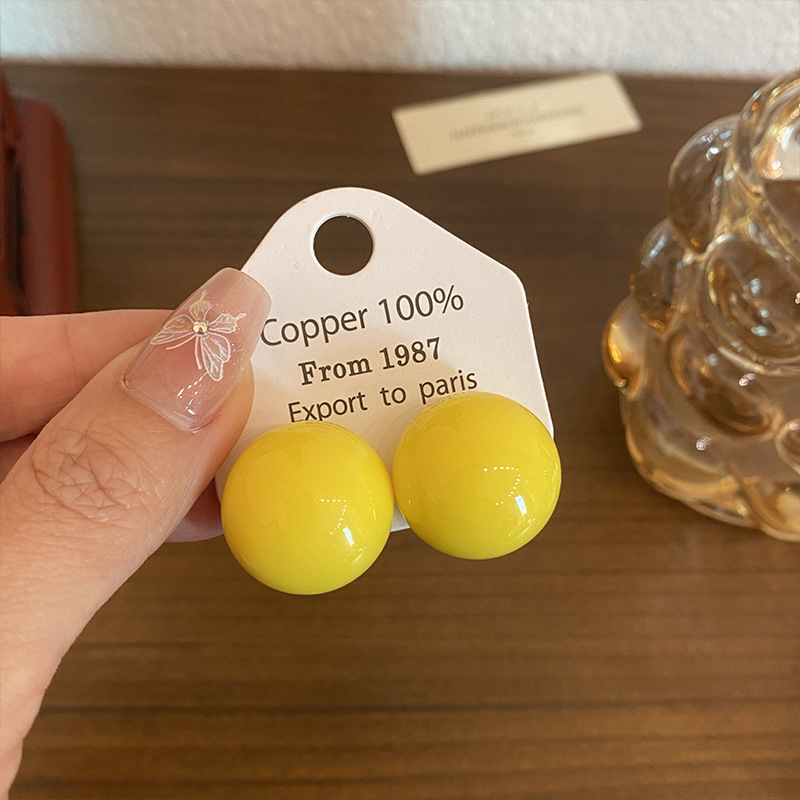 Copper 100%
From 1987
Export to paris